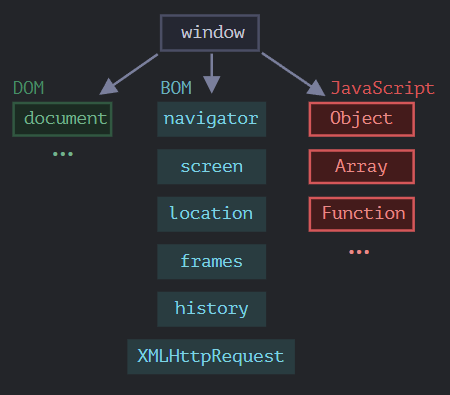 window
DOM
BOM
JavaScript
document
navigator
Object
...
screen
Array
location
Function
frames
...
history
XMLHttpRequest